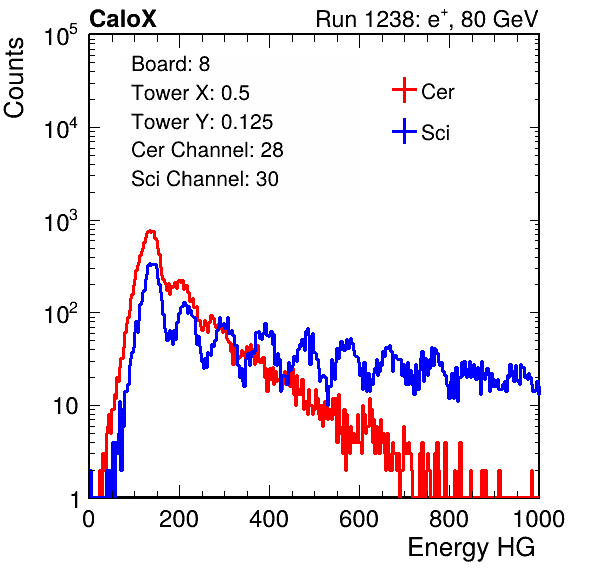 CaloX Run 1238: e⁺, 80 GeV
Counts
10⁵
10⁴
10³
10²
10
1
Board: 8
Tower X: 0.5
Tower Y: 0.125
Cer Channel: 28
Sci Channel: 30
Cer
Sci
0 200 400 600 800 1000
Energy HG